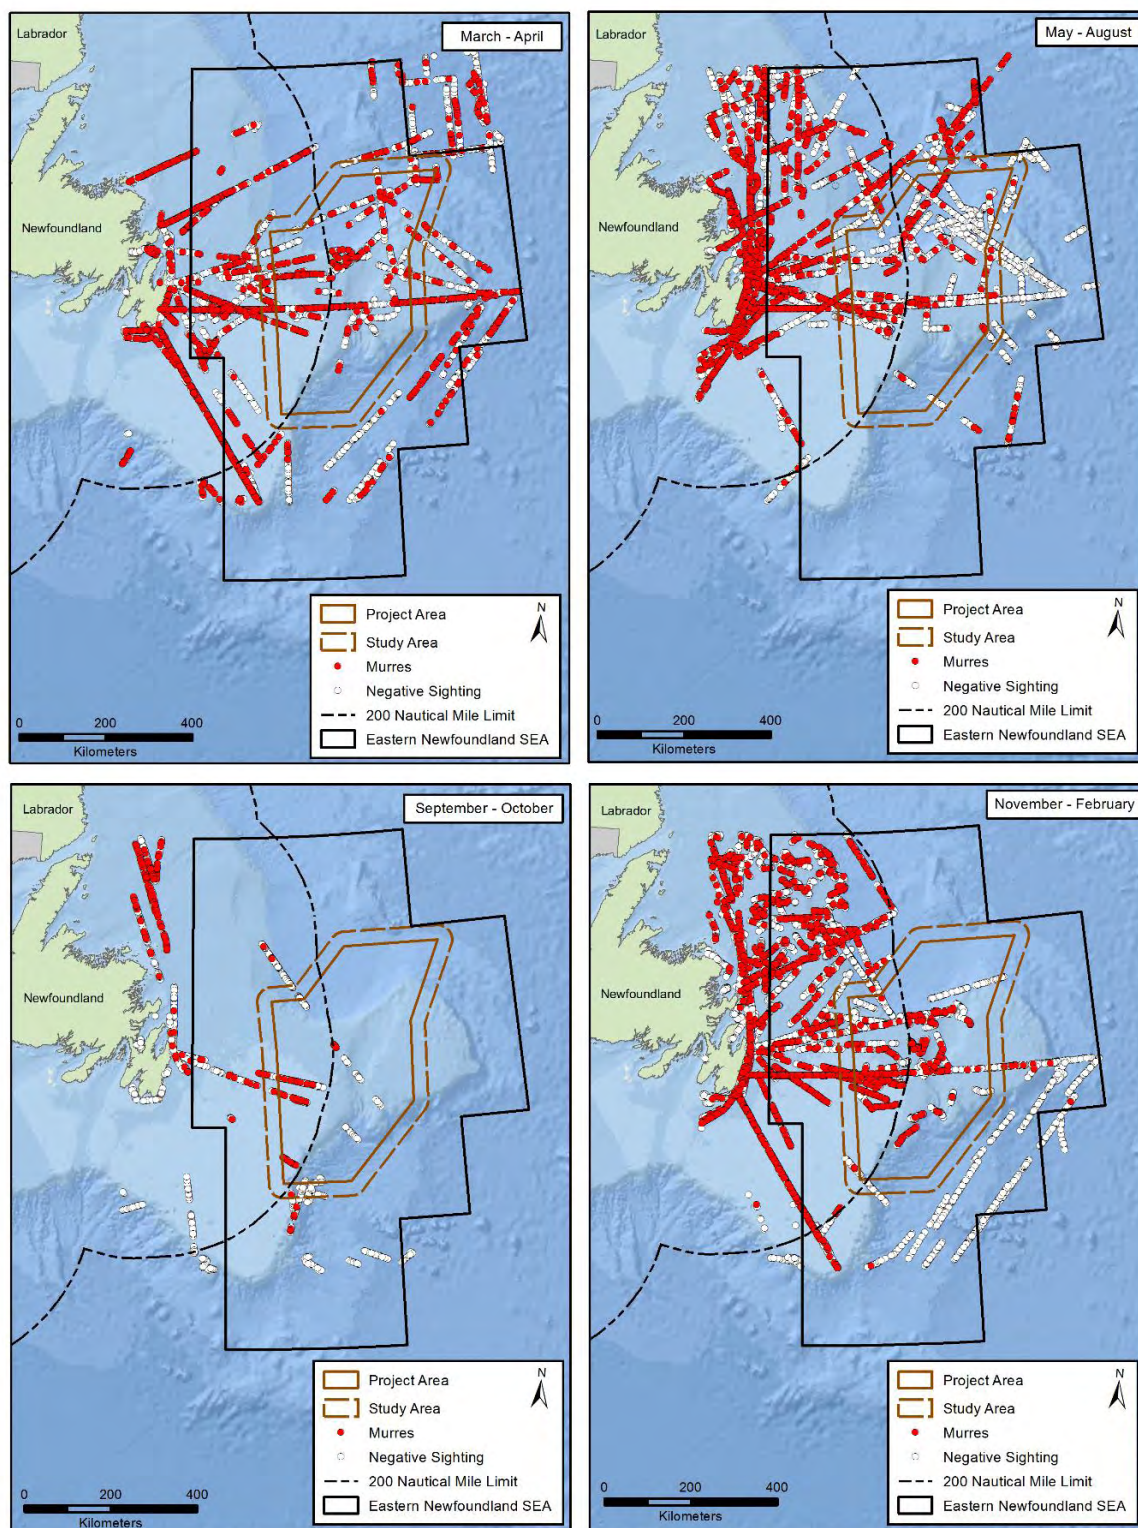 Labrador
March - April
Newfoundland
Project Area
N
Study Area
Murres
Negative Sighting
200 Nautical Mile Limit
Eastern Newfoundland SEA
0 200 400
Kilometers
Labrador
May - August
Newfoundland
Project Area
N
Study Area
Murres
Negative Sighting
200 Nautical Mile Limit
Eastern Newfoundland SEA
0 200 400
Kilometers
Labrador
September - October
Newfoundland
Project Area
N
Study Area
Murres
Negative Sighting
200 Nautical Mile Limit
Eastern Newfoundland SEA
0 200 400
Kilometers
Labrador
November - February
Newfoundland
Project Area
N
Study Area
Murres
Negative Sighting
200 Nautical Mile Limit
Eastern Newfoundland SEA
0 200 400
Kilometers